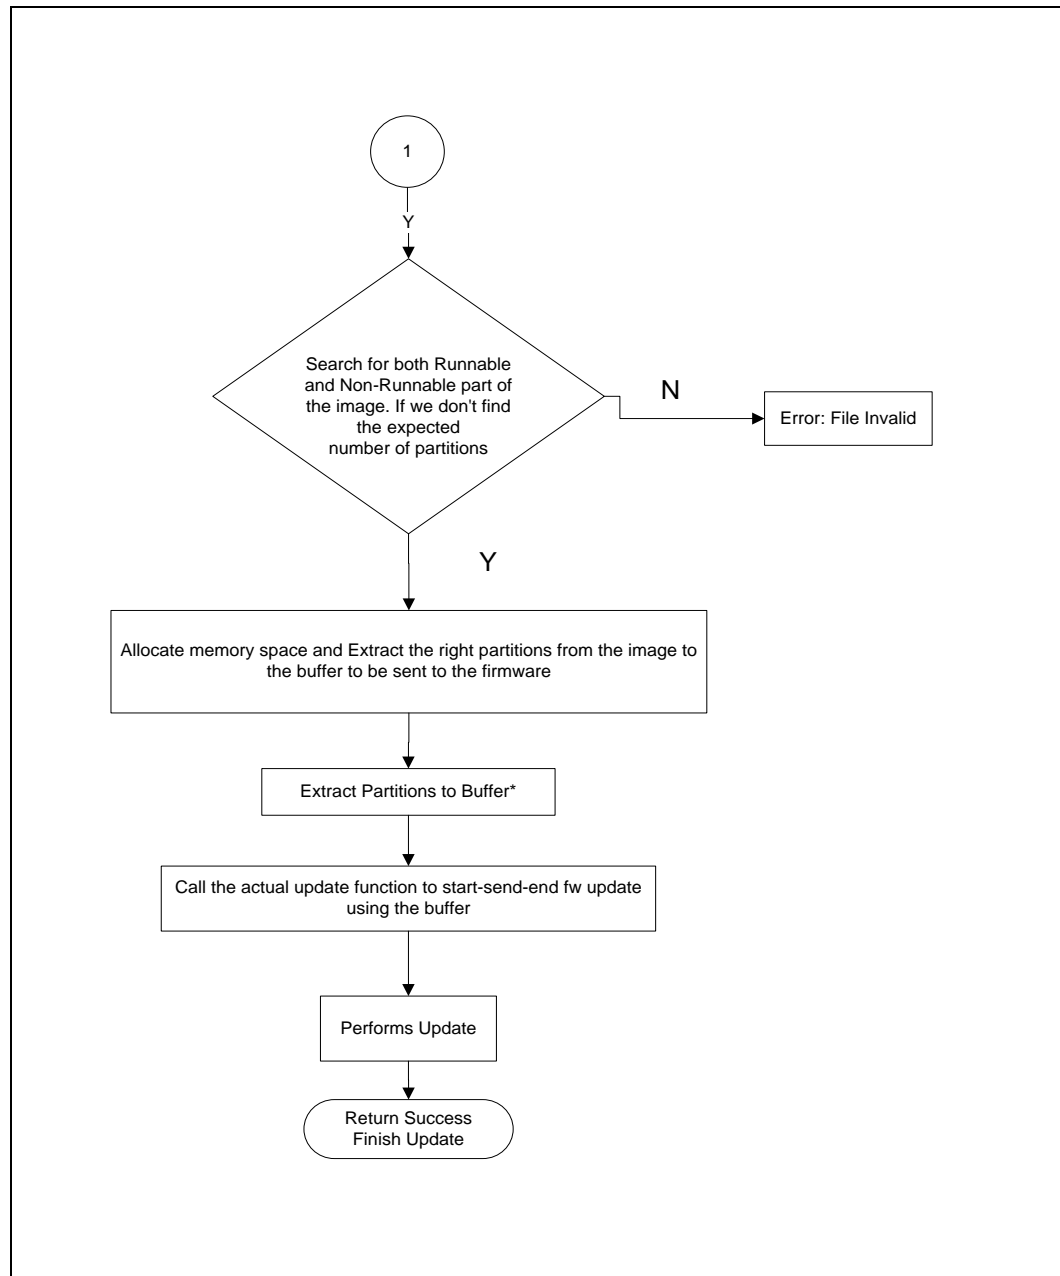 1
Y
Search for both Runnable
and Non-Runnable part of
the image. If we don't find
the expected
number of partitions
N
Error: File Invalid
Y
Allocate memory space and Extract the right partitions from the image to
the buffer to be sent to the firmware
Extract Partitions to Buffer*
Call the actual update function to start-send-end fw update
using the buffer
Performs Update
Return Success
Finish Update